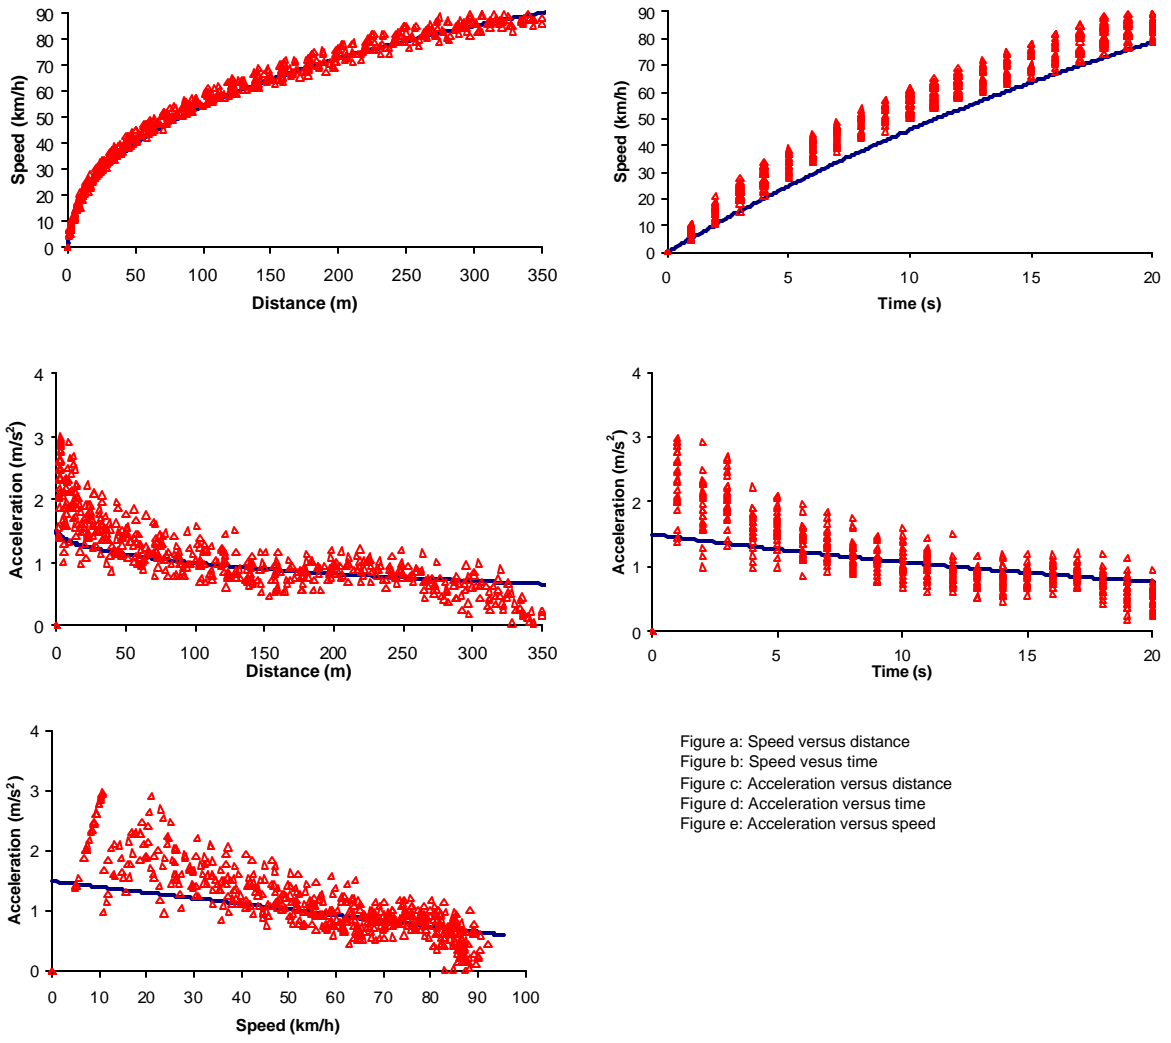 90
80
70
60
50
40
30
20
10
0
Speed (km/h)
0 50 100 150 200 250 300 350
Distance (m)
90
80
70
60
50
40
30
20
10
0
Speed (km/h)
0 5 10 15 20
Time (s)
4
3
2
1
0
Acceleration (m/s²)
0 50 100 150 200 250 300 350
Distance (m)
4
3
2
1
0
Acceleration (m/s²)
0 5 10 15 20
Time (s)
4
3
2
1
0
Acceleration (m/s²)
0 10 20 30 40 50 60 70 80 90 100
Speed (km/h)
Figure a: Speed versus distance
Figure b: Speed vesus time
Figure c: Acceleration versus distance
Figure d: Acceleration versus time
Figure e: Acceleration versus speed